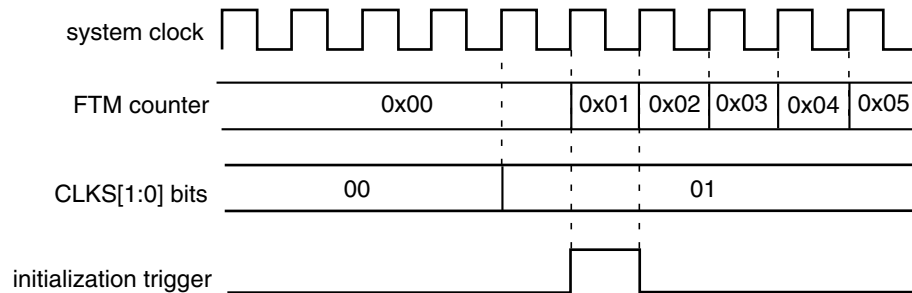 system clock
FTM counter 0x00 0x01 0x02 0x03 0x04 0x05
CLKS[1:0] bits 00 01
initialization trigger